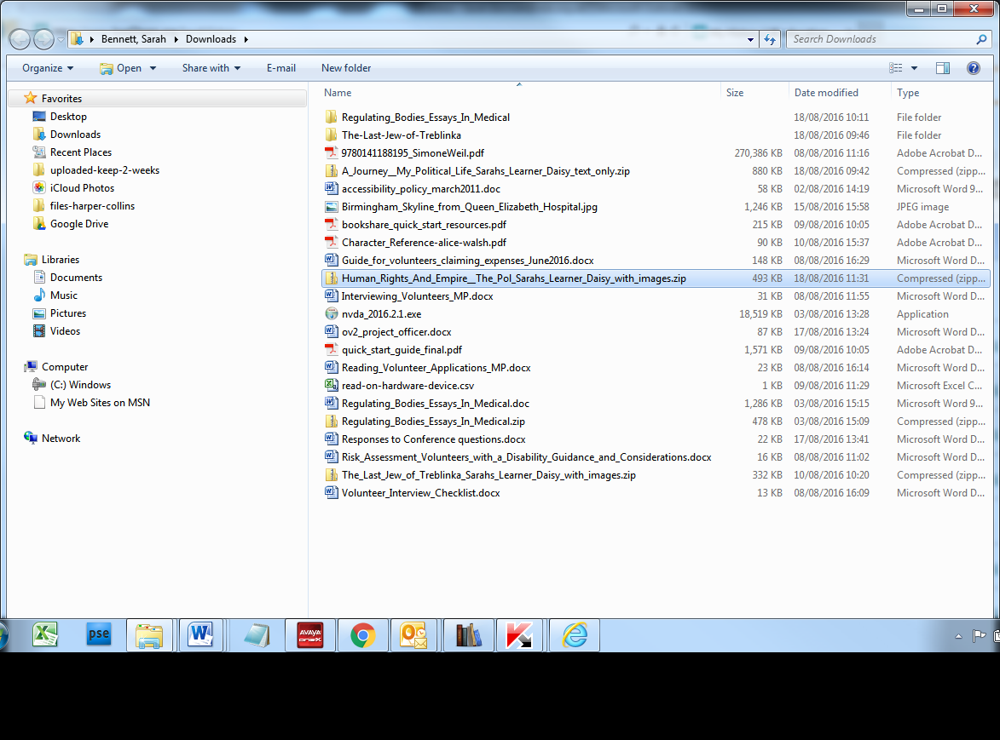 Bennett, Sarah Downloads
Search Downloads
Organize Open Share with E-mail New folder
Favorites
Desktop
Downloads
Recent Places
uploaded-keep-2-weeks
iCloud Photos
files-harper-collins
Google Drive
Libraries
Documents
Music
Pictures
Videos
Computer
(C:) Windows
My Web Sites on MSN
Network
Name Size Date modified Type
Regulating_Bodies_Essays_In_Medical 18/08/2016 10:11 File folder
The-Last-Jew-of-Treblinka 18/08/2016 09:46 File folder
9780141188195_SimoneWeil.pdf 270,386 KB 08/08/2016 11:16 Adobe Acrobat D...
A_Journey__My_Political_Life_Sarahs_Learner_Daisy_text_only.zip 880 KB 18/08/2016 09:42 Compressed (zipp...
accessibility_policy_march2011.doc 58 KB 02/08/2016 14:19 Microsoft Word 9...
Birmingham_Skyline_from_Queen_Elizabeth_Hospital.jpg 1,246 KB 15/08/2016 15:58 JPEG image
bookshare_quick_start_resources.pdf 215 KB 09/08/2016 10:05 Adobe Acrobat D...
Character_Reference-alice-walsh.pdf 90 KB 10/08/2016 15:37 Adobe Acrobat D...
Guide_for_volunteers_claiming_expenses_June2016.docx 148 KB 08/08/2016 16:29 Microsoft Word D...
Human_Rights_And_Empire__The_Pol_Sarahs_Learner_Daisy_with_images.zip 493 KB 18/08/2016 11:31 Compressed (zipp...
Interviewing_Volunteers_MP.docx 31 KB 08/08/2016 11:55 Microsoft Word D...
nvda_2016.2.1.exe 18,519 KB 03/08/2016 13:28 Application
ov2_project_officer.docx 87 KB 17/08/2016 13:24 Microsoft Word D...
quick_start_guide_final.pdf 1,571 KB 09/08/2016 10:05 Adobe Acrobat D...
Reading_Volunteer_Applications_MP.docx 23 KB 08/08/2016 16:14 Microsoft Word D...
read-on-hardware-device.csv 1 KB 09/08/2016 11:29 Microsoft Excel C...
Regulating_Bodies_Essays_In_Medical.doc 1,286 KB 03/08/2016 15:15 Microsoft Word 9...
Regulating_Bodies_Essays_In_Medical.zip 478 KB 03/08/2016 15:09 Compressed (zipp...
Responses to Conference questions.docx 22 KB 17/08/2016 13:41 Microsoft Word D...
Risk_Assessment_Volunteers_with_a_Disability_Guidance_and_Considerations.docx 16 KB 08/08/2016 11:02 Microsoft Word D...
The_Last_Jew_of_Treblinka_Sarahs_Learner_Daisy_with_images.zip 332 KB 10/08/2016 10:20 Compressed (zipp...
Volunteer_Interview_Checklist.docx 13 KB 08/08/2016 16:09 Microsoft Word D...
pse
AVAYA
one-X